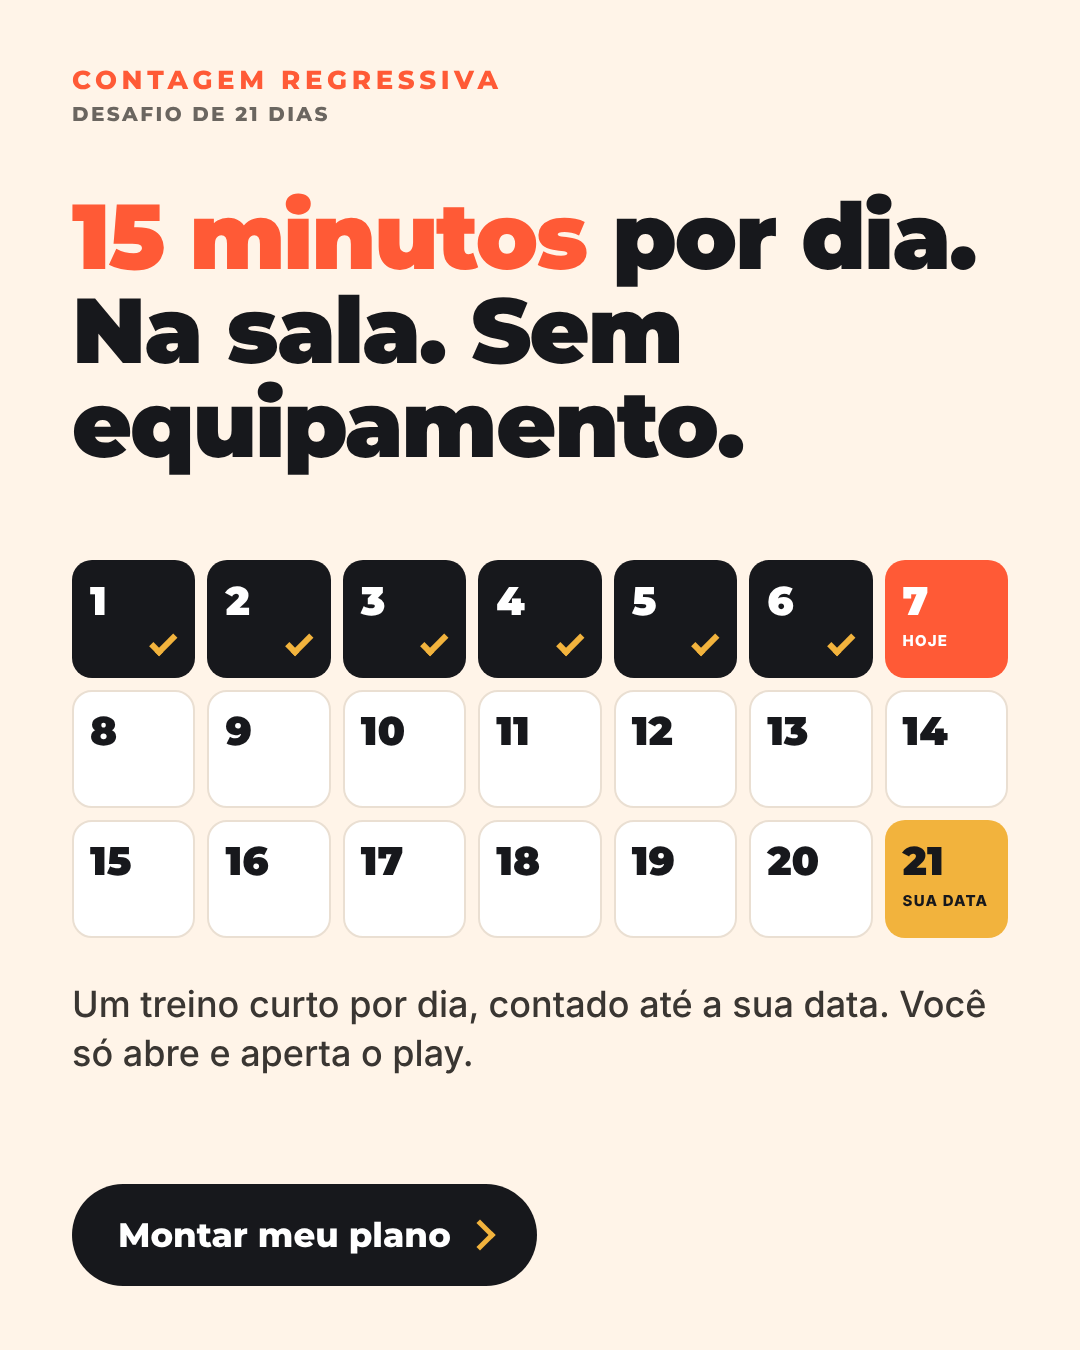 CONTAGEM REGRESSIVA
DESAFIO DE 21 DIAS
15 minutos por dia.
Na sala. Sem
equipamento.
1 2 3 4 5 6 7
HOJE
8 9 10 11 12 13 14
15 16 17 18 19 20 21
SUA DATA
Um treino curto por dia, contado até a sua data. Você
só abre e aperta o play.
Montar meu plano